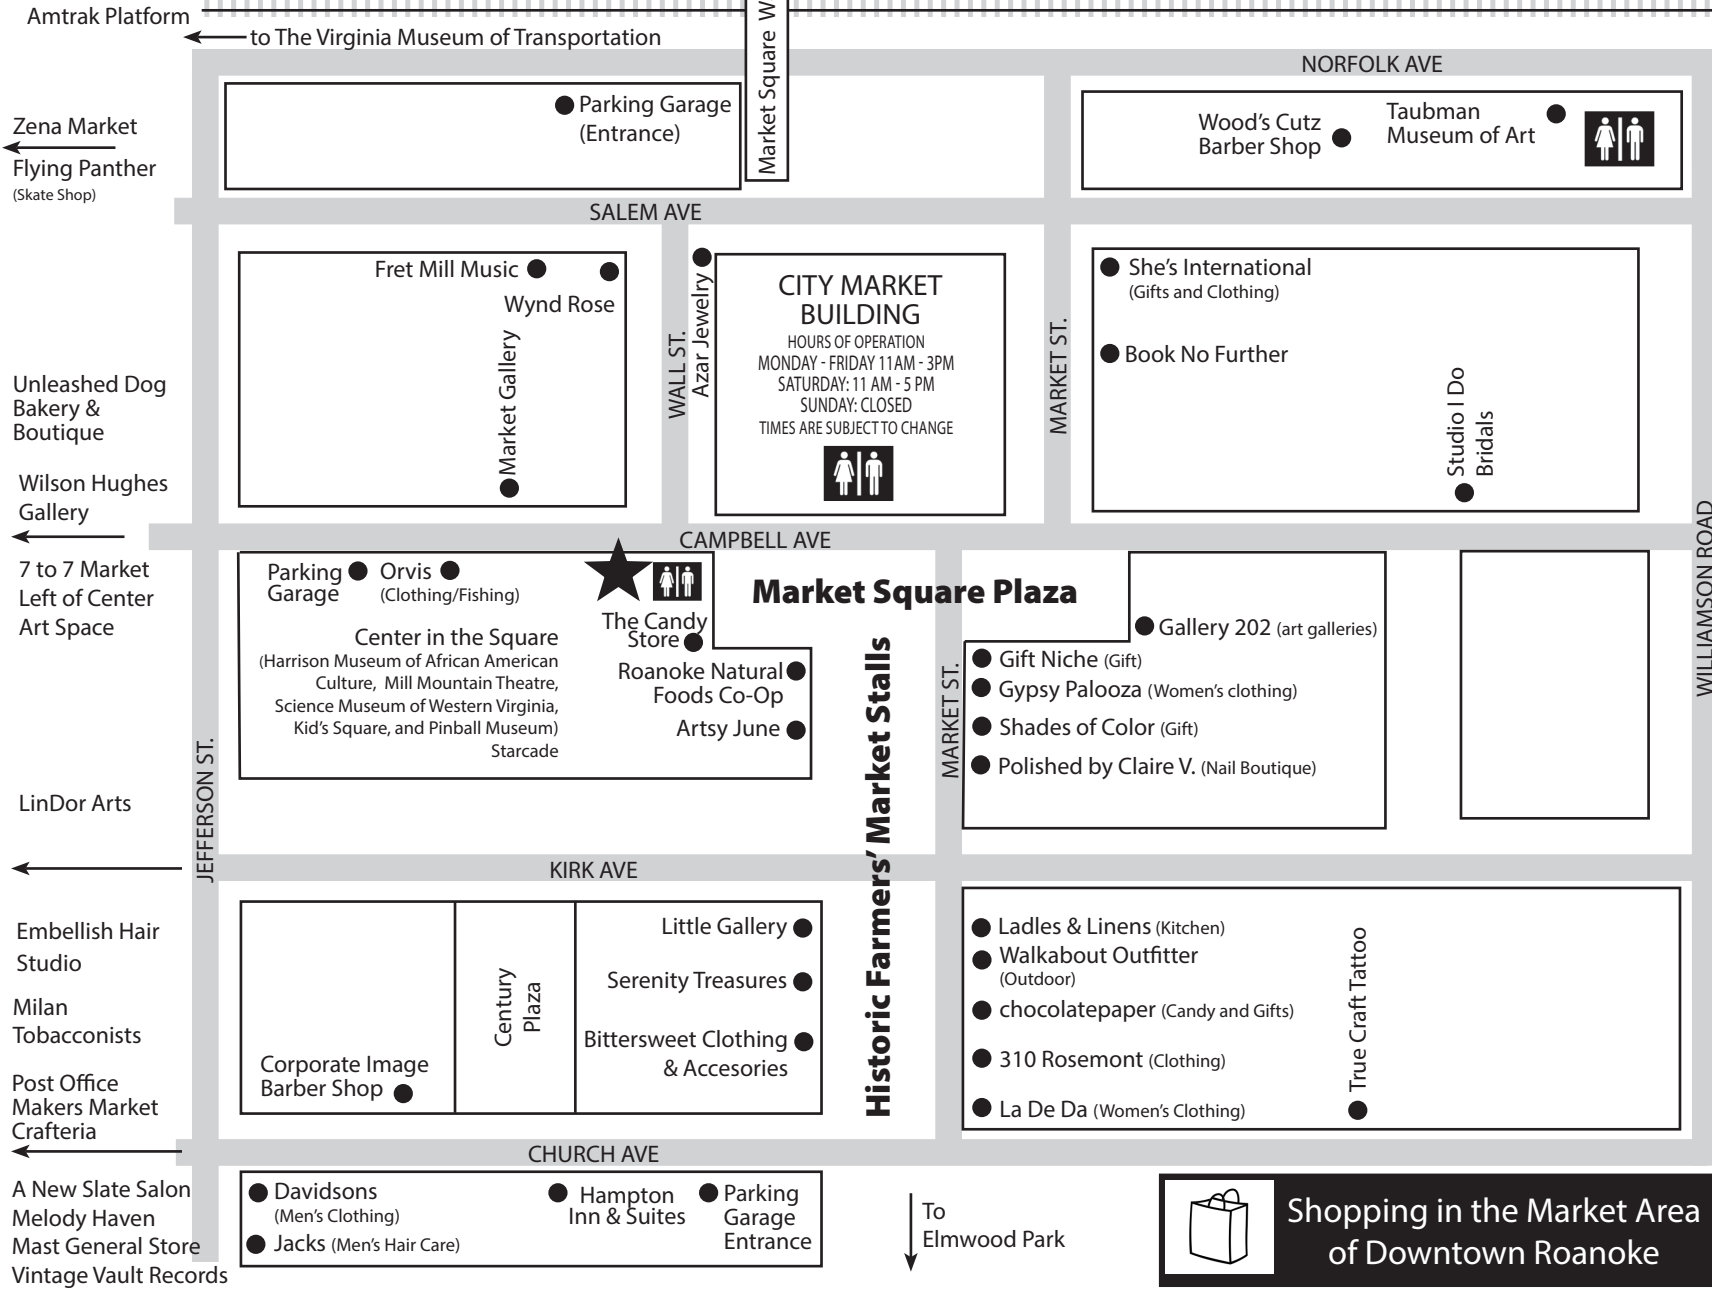 Amtrak Platform
to The Virginia Museum of Transportation
Market Square W
NORFOLK AVE
Zena Market
Flying Panther
(Skate Shop)
Parking Garage
(Entrance)
Wood's Cutz
Barber Shop
Taubman
Museum of Art
SALEM AVE
Fret Mill Music
Wynd Rose
Market Gallery
WALL ST.
Azar Jewelry
CITY MARKET
BUILDING
HOURS OF OPERATION
MONDAY - FRIDAY 11AM - 3PM
SATURDAY: 11 AM - 5 PM
SUNDAY: CLOSED
TIMES ARE SUBJECT TO CHANGE
MARKET ST.
She's International
(Gifts and Clothing)
Book No Further
Studio I Do
Bridals
WILLIAMSON ROAD
Unleashed Dog
Bakery &
Boutique
Wilson Hughes
Gallery
CAMPBELL AVE
7 to 7 Market
Left of Center
Art Space
Parking
Garage
Orvis
(Clothing/Fishing)
The Candy
Store
Center in the Square
(Harrison Museum of African American
Culture, Mill Mountain Theatre,
Science Museum of Western Virginia,
Kid's Square, and Pinball Museum)
Starcade
Roanoke Natural
Foods Co-Op
Artsy June
Market Square Plaza
Historic Farmers' Market Stalls
MARKET ST.
Gallery 202 (art galleries)
Gift Niche (Gift)
Gypsy Palooza (Women's clothing)
Shades of Color (Gift)
Polished by Claire V. (Nail Boutique)
JEFFERSON ST.
LinDor Arts
KIRK AVE
Embellish Hair
Studio
Milan
Tobacconists
Post Office
Makers Market
Crafteria
Corporate Image
Barber Shop
Century
Plaza
Little Gallery
Serenity Treasures
Bittersweet Clothing
& Accesories
Ladles & Linens (Kitchen)
Walkabout Outfitter
(Outdoor)
chocolatepaper (Candy and Gifts)
310 Rosemont (Clothing)
La De Da (Women's Clothing)
True Craft Tattoo
CHURCH AVE
A New Slate Salon
Melody Haven
Mast General Store
Vintage Vault Records
Davidsons
(Men's Clothing)
Jacks (Men's Hair Care)
Hampton
Inn & Suites
Parking
Garage
Entrance
To
Elmwood Park
Shopping in the Market Area
of Downtown Roanoke